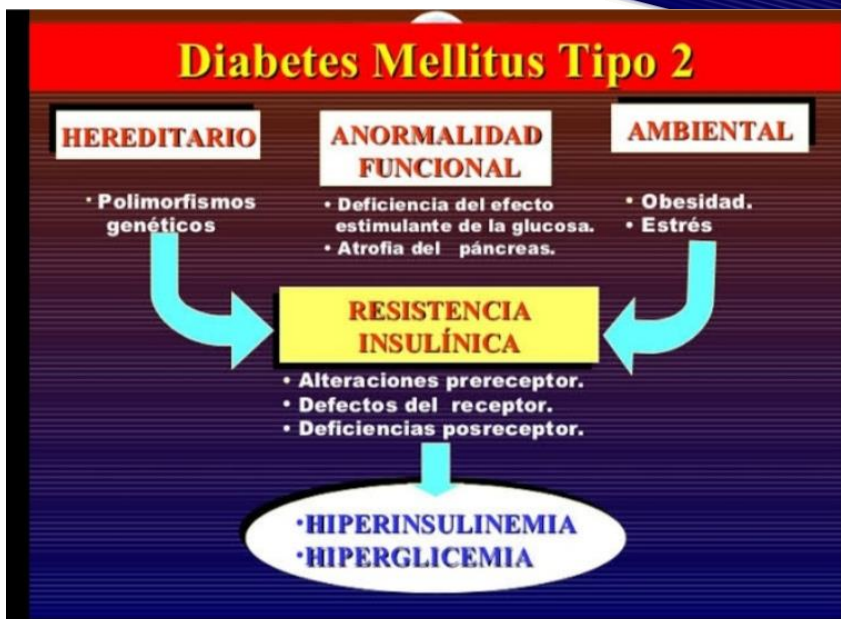 Diabetes Mellitus Tipo 2
HEREDITARIO
· Polimorfismos
genéticos
ANORMALIDAD
FUNCIONAL
• Deficiencia del efecto
estimulante de la glucosa.
• Atrofia del páncreas.
AMBIENTAL
• Obesidad.
• Estrés
RESISTENCIA
INSULÍNICA
• Alteraciones prereceptor.
• Defectos del receptor.
• Deficiencias posreceptor.
·HIPERINSULINEMIA
·HIPERGLICEMIA